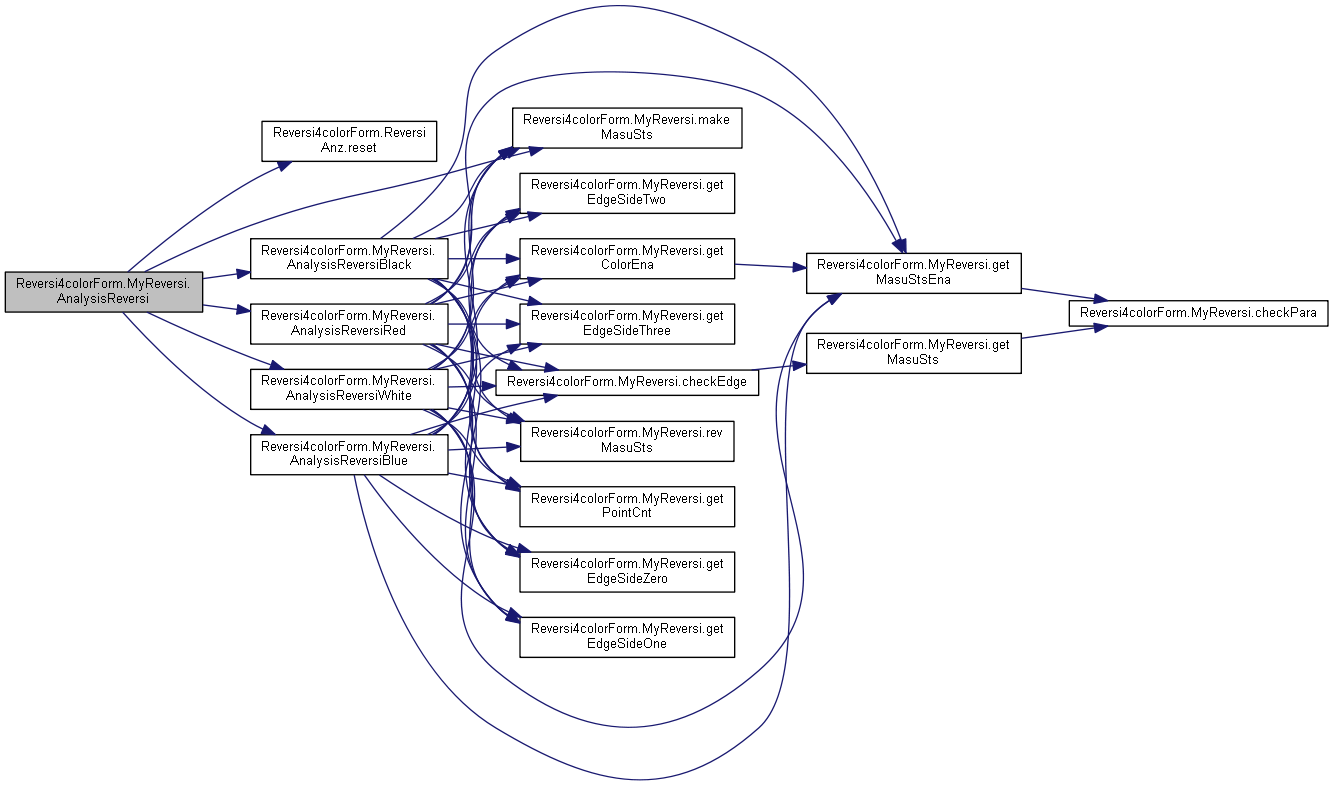 Reversi4colorForm.MyReversi.
AnalysisReversi
Reversi4colorForm.Reversi
Anz.reset
Reversi4colorForm.MyReversi.
AnalysisReversiBlack
Reversi4colorForm.MyReversi.
AnalysisReversiRed
Reversi4colorForm.MyReversi.
AnalysisReversiWhite
Reversi4colorForm.MyReversi.
AnalysisReversiBlue
Reversi4colorForm.MyReversi.make
MasuSts
Reversi4colorForm.MyReversi.get
EdgeSideTwo
Reversi4colorForm.MyReversi.get
ColorEna
Reversi4colorForm.MyReversi.get
EdgeSideThree
Reversi4colorForm.MyReversi.checkEdge
Reversi4colorForm.MyReversi.rev
MasuSts
Reversi4colorForm.MyReversi.get
PointCnt
Reversi4colorForm.MyReversi.get
EdgeSideZero
Reversi4colorForm.MyReversi.get
EdgeSideOne
Reversi4colorForm.MyReversi.get
MasuStsEna
Reversi4colorForm.MyReversi.get
MasuSts
Reversi4colorForm.MyReversi.checkPara